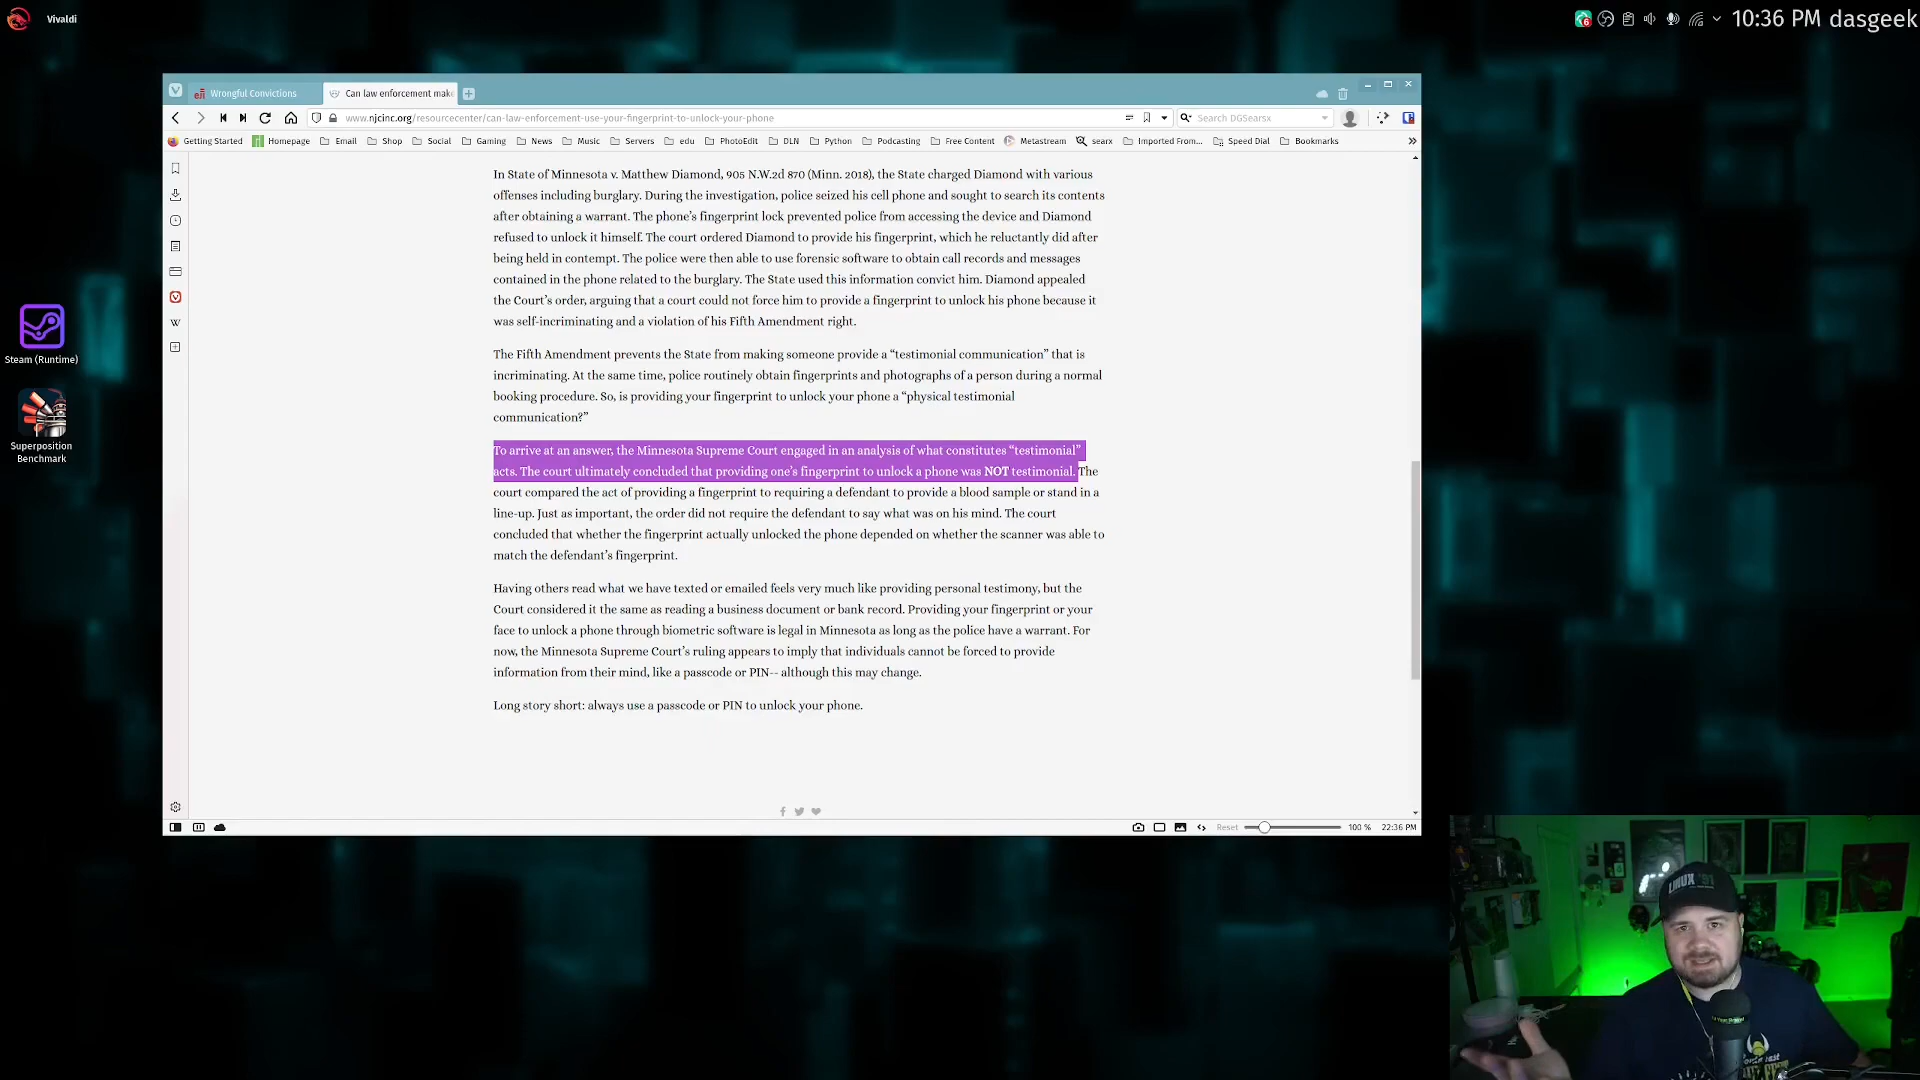 Vivaldi
6
10:36 PM dasgeek
Wrongful Convictions
Can law enforcement mak
www.njcinc.org/resourcecenter/can-law-enforcement-use-your-fingerprint-to-unlock-your-phone
Search DGSearsx
Getting Started Homepage Email Shop Social Gaming News Music Servers edu PhotoEdit DLN Python Podcasting Free Content Metastream searx Imported From... Speed Dial Bookmarks
In State of Minnesota v. Matthew Diamond, 905 N.W.2d 870 (Minn. 2018), the State charged Diamond with various
offenses including burglary. During the investigation, police seized his cell phone and sought to search its contents
after obtaining a warrant. The phone's fingerprint lock prevented police from accessing the device and Diamond
refused to unlock it himself. The court ordered Diamond to provide his fingerprint, which he reluctantly did after
being held in contempt. The police were then able to use forensic software to obtain call records and messages
contained in the phone related to the burglary. The State used this information convict him. Diamond appealed
the Court's order, arguing that a court could not force him to provide a fingerprint to unlock his phone because it
was self-incriminating and a violation of his Fifth Amendment right.
The Fifth Amendment prevents the State from making someone provide a “testimonial communication” that is
incriminating. At the same time, police routinely obtain fingerprints and photographs of a person during a normal
booking procedure. So, is providing your fingerprint to unlock your phone a “physical testimonial
communication?”
To arrive at an answer, the Minnesota Supreme Court engaged in an analysis of what constitutes “testimonial”
acts. The court ultimately concluded that providing one's fingerprint to unlock a phone was NOT testimonial. The
court compared the act of providing a fingerprint to requiring a defendant to provide a blood sample or stand in a
line-up. Just as important, the order did not require the defendant to say what was on his mind. The court
concluded that whether the fingerprint actually unlocked the phone depended on whether the scanner was able to
match the defendant's fingerprint.
Having others read what we have texted or emailed feels very much like providing personal testimony, but the
Court considered it the same as reading a business document or bank record. Providing your fingerprint or your
face to unlock a phone through biometric software is legal in Minnesota as long as the police have a warrant. For
now, the Minnesota Supreme Court's ruling appears to imply that individuals cannot be forced to provide
information from their mind, like a passcode or PIN-- although this may change.
Long story short: always use a passcode or PIN to unlock your phone.
Reset 100 % 22:36 PM
Steam (Runtime)
Superposition
Benchmark
LINUX '91